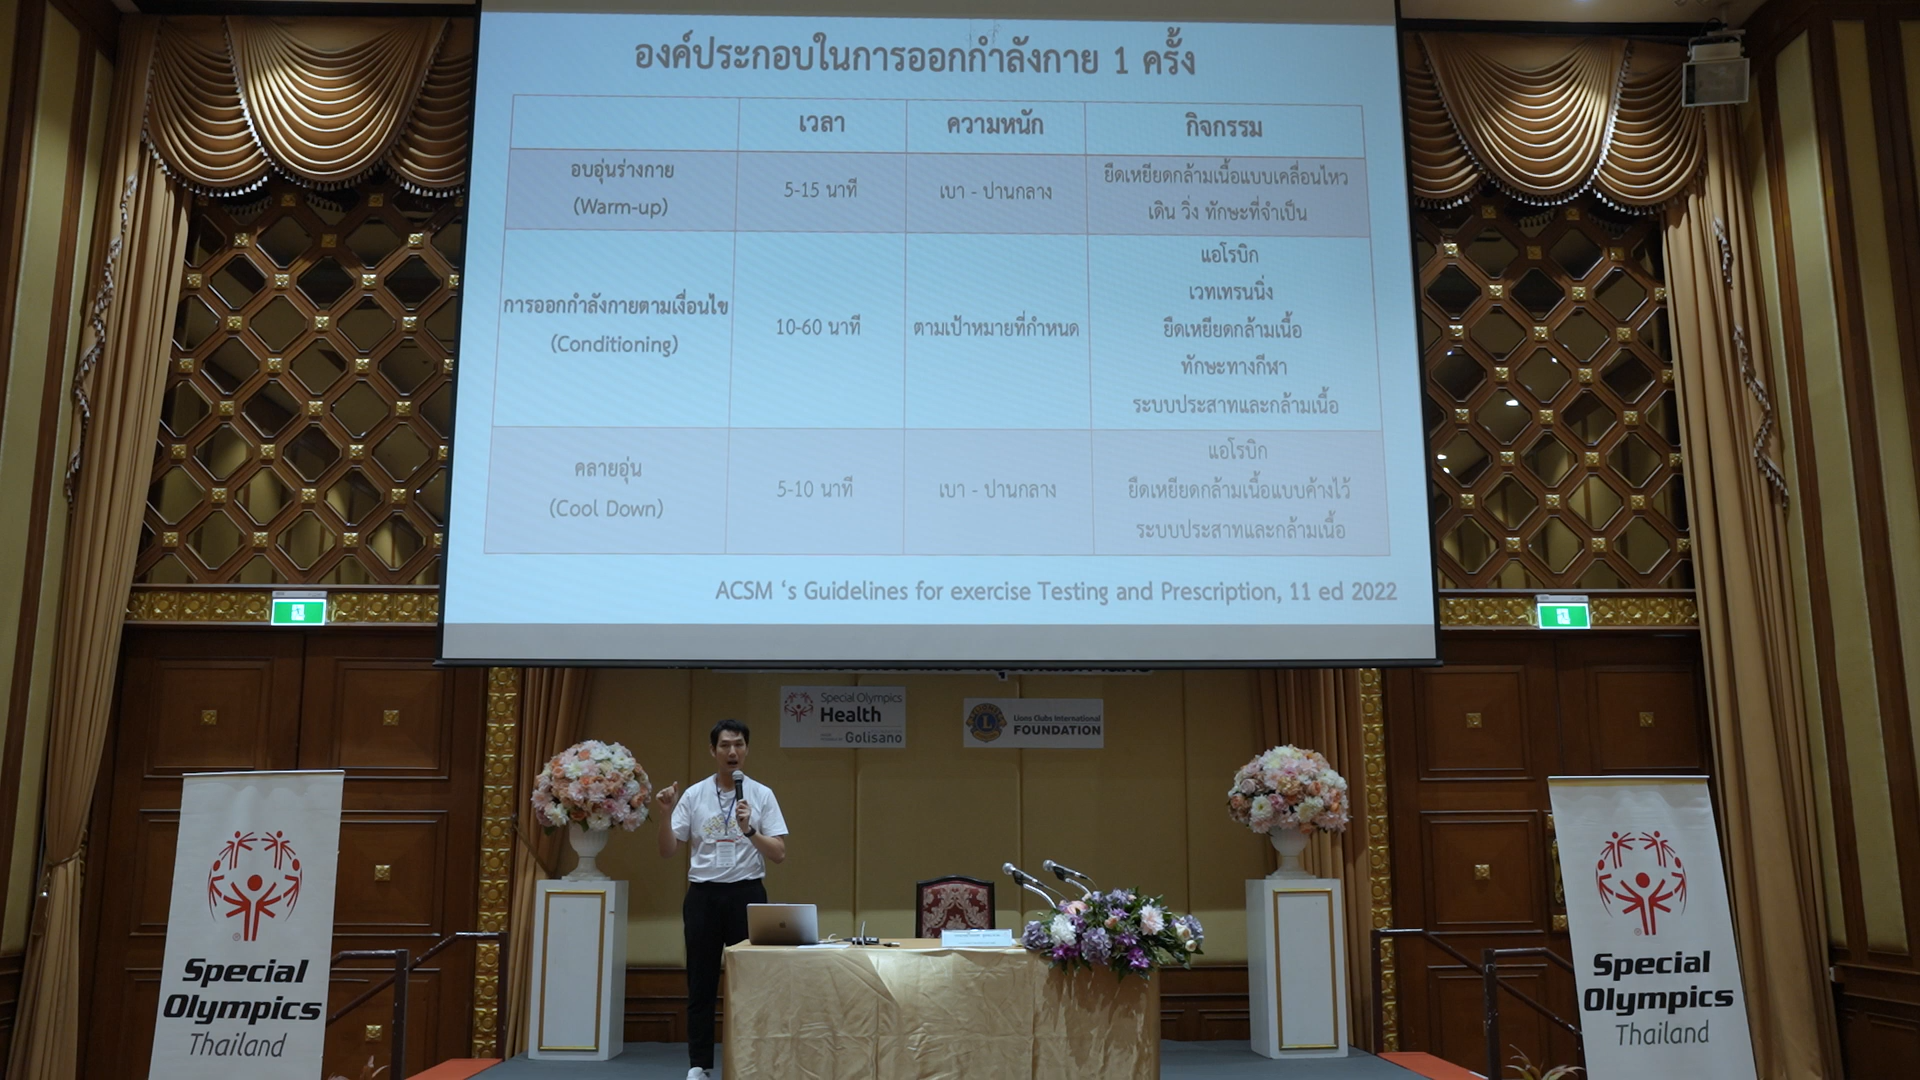 องค์ประกอบในการออกกำลังกาย 1 ครั้ง
เวลา ความหนัก กิจกรรม
อบอุ่นร่างกาย
(Warm-up)
5-15 นาที
เบา - ปานกลาง
ยืดเหยียดกล้ามเนื้อแบบเคลื่อนไหว
เดิน วิ่ง ทักษะที่จำเป็น
การออกกำลังกายตามเงื่อนไข
(Conditioning)
10-60 นาที
ตามเป้าหมายที่กำหนด
แอโรบิก
เวทเทรนนิ่ง
ยืดเหยียดกล้ามเนื้อ
ทักษะทางกีฬา
ระบบประสาทและกล้ามเนื้อ
คลายอุ่น
(Cool Down)
5-10 นาที
เบา - ปานกลาง
แอโรบิก
ยืดเหยียดกล้ามเนื้อแบบค้างไว้
ระบบประสาทและกล้ามเนื้อ
ACSM ‘s Guidelines for exercise Testing and Prescription, 11 ed 2022
Special Olympics
Health
Golisano
Lions Clubs International
FOUNDATION
Special
Olympics
Thailand
Special
Olympics
Thailand